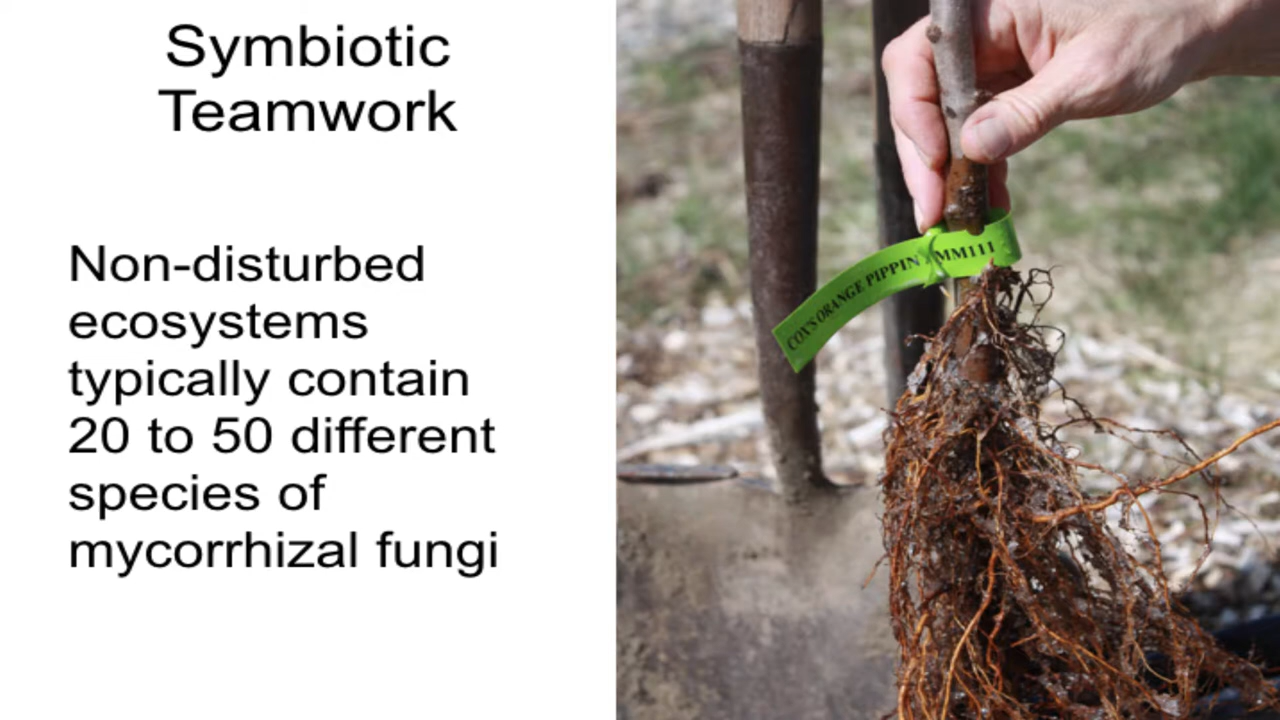 Symbiotic
Teamwork
Non-disturbed
ecosystems
typically contain
20 to 50 different
species of
mycorrhizal fungi
COX'S ORANGE PIPPIN / MM111